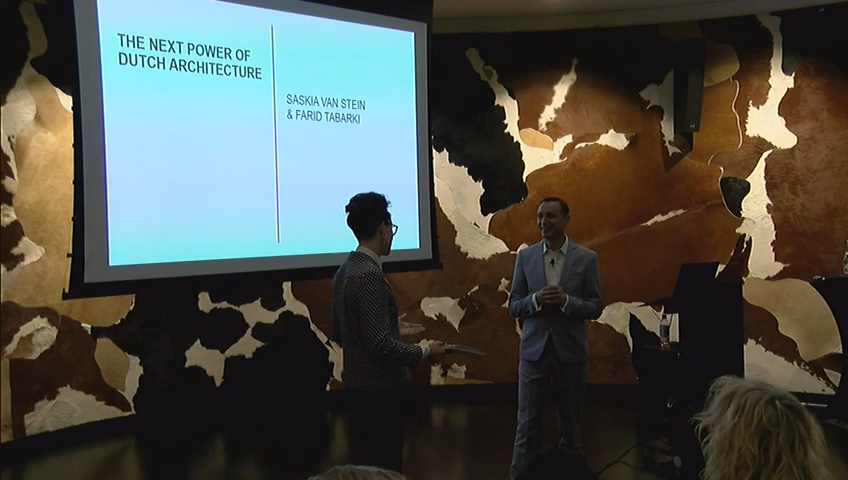 THE NEXT POWER OF
DUTCH ARCHITECTURE
SASKIA VAN STEIN
& FARID TABARKI